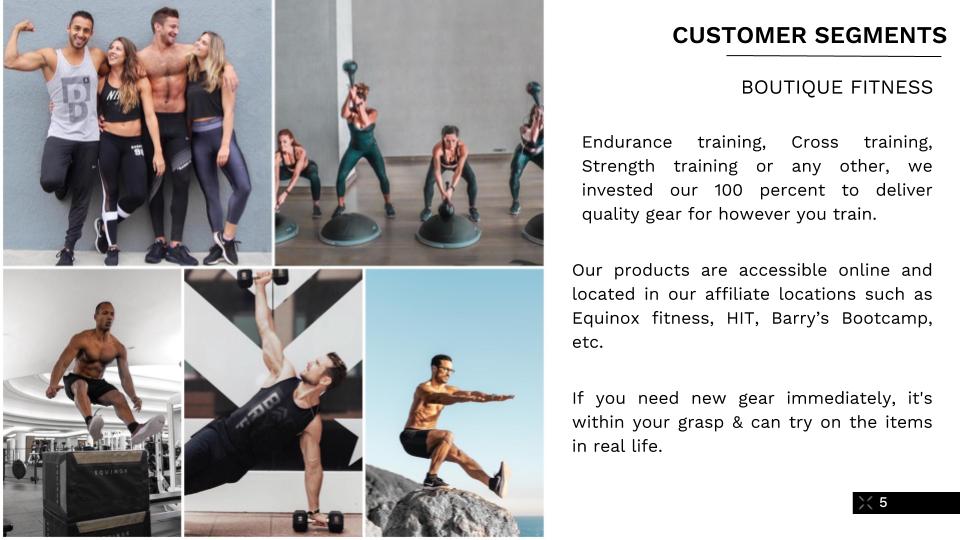 CUSTOMER SEGMENTS
BOUTIQUE FITNESS
Endurance training, Cross training,
Strength training or any other, we
invested our 100 percent to deliver
quality gear for however you train.
Our products are accessible online and
located in our affiliate locations such as
Equinox fitness, HIT, Barry’s Bootcamp,
etc.
If you need new gear immediately, it's
within your grasp & can try on the items
in real life.
5
B
EQUINOX